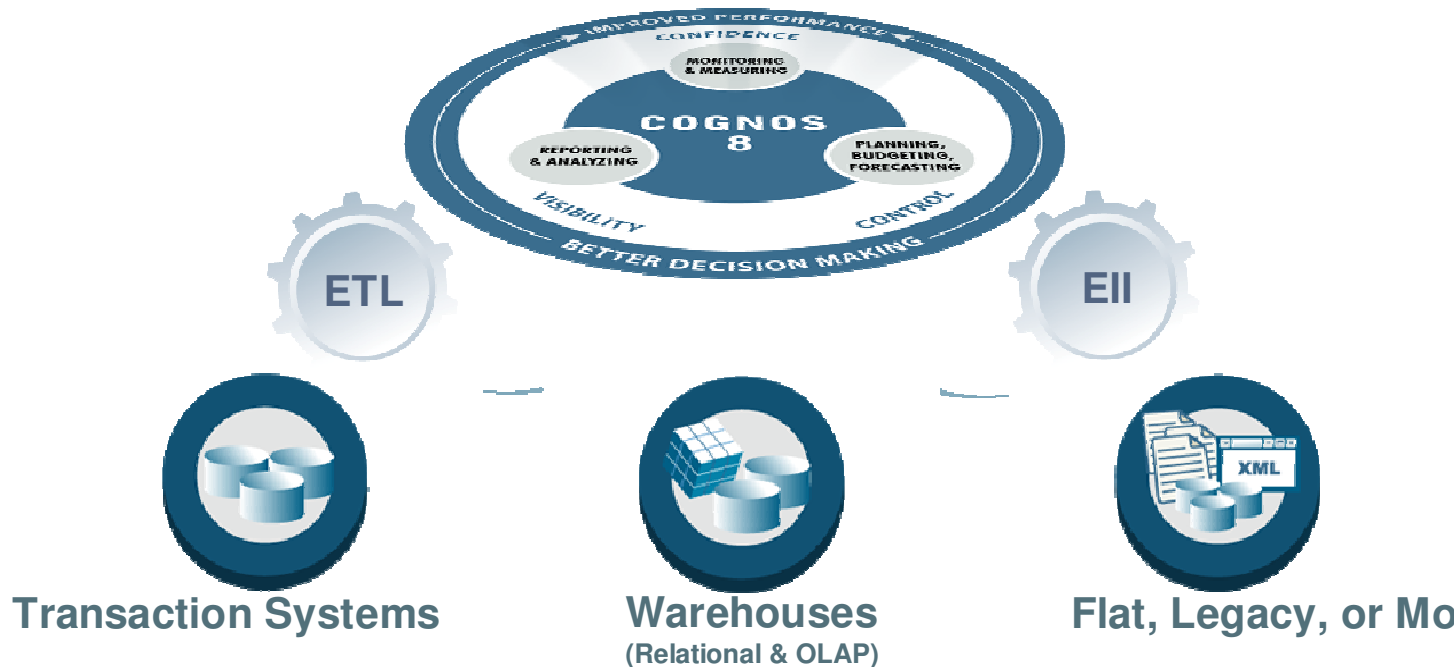 IMPROVED PERFORMANCE
CONFIDENCE
MONITORING
& MEASURING
COGNOS
8
REPORTING
& ANALYZING
PLANNING,
BUDGETING,
FORECASTING
VISIBILITY
CONTROL
BETTER DECISION MAKING
ETL
EII
XML
Transaction Systems
Warehouses
(Relational & OLAP)
Flat, Legacy, or Mo